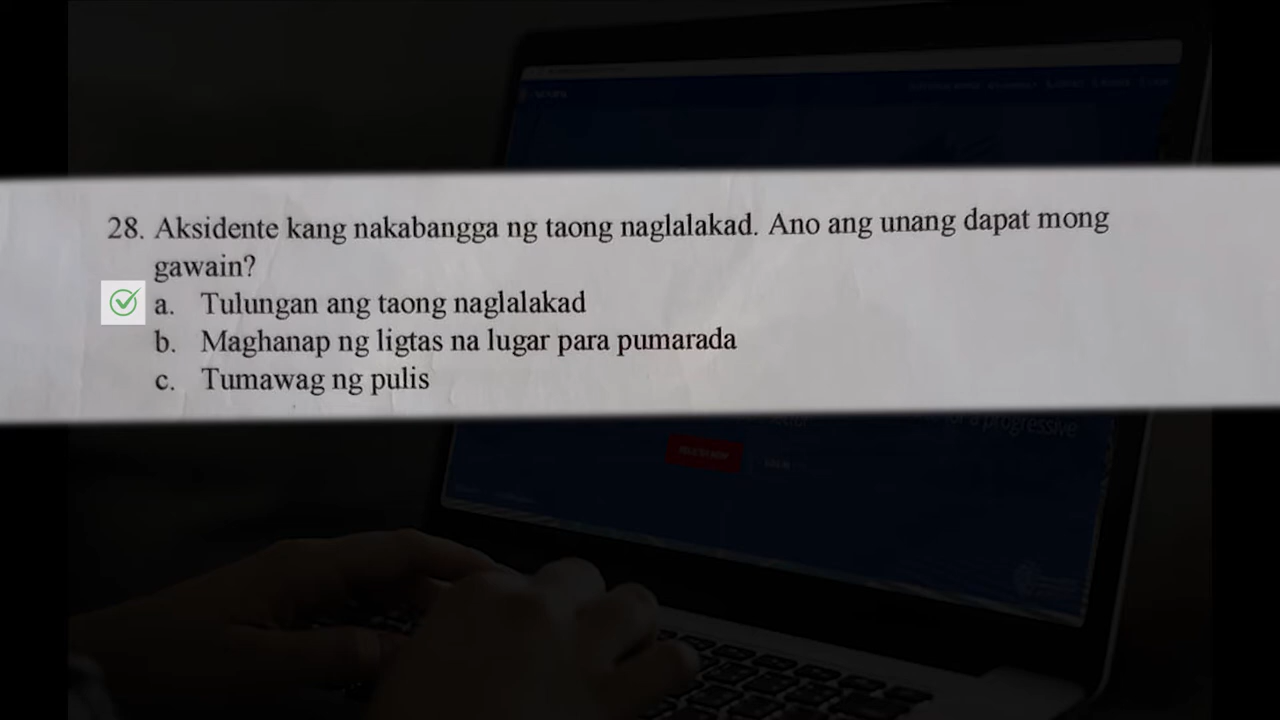 28. Aksidente kang nakabangga ng taong naglalakad. Ano ang unang dapat mong
gawain?
a. Tulungan ang taong naglalakad
b. Maghanap ng ligtas na lugar para pumarada
c. Tumawag ng pulis
a progressive